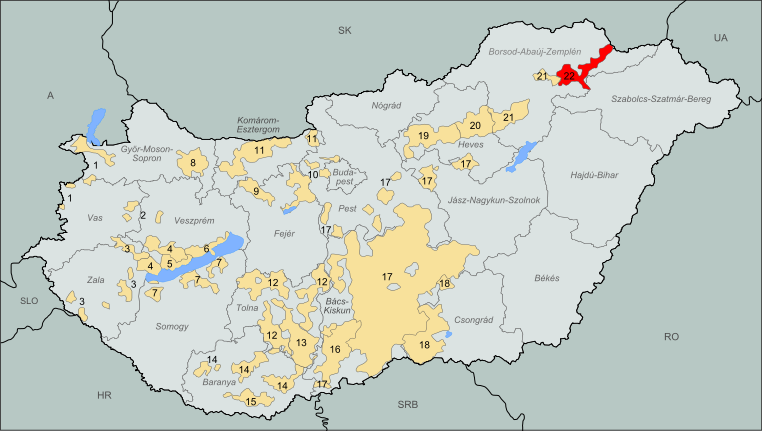 SK
UA
Borsod-Abaúj-Zemplén
21
22
A
Szabolcs-Szatmár-Bereg
Nógrád
Komárom-
Esztergom
21
20
19
11
11
Győr-Moson-
Sopron
Heves
1
8
17
10
Buda-
pest
Hajdú-Bihar
17
17
9
1
Jász-Nagykun-Szolnok
Pest
Vas
2
Veszprém
17
Fejér
3
4
6
4
5
7
17
Békés
Zala
3
7
12
12
18
7
SLO
3
Tolna
Bács-
Kiskun
Csongrád
Somogy
12
13
16
18
RO
14
14
Baranya
14
17
HR
15
SRB